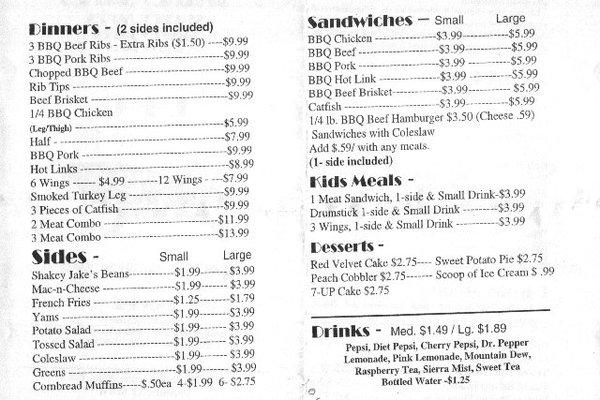 Dinners - (2 sides included)
3 BBQ Beef Ribs - Extra Ribs ($1.50) ----$9.99
3 BBQ Pork Ribs ---------------------------$9.99
Chopped BBQ Beef -----------------------$9.99
Rib Tips --------------------------------------$9.99
Beef Brisket ----------------------------------$9.99
1/4 BBQ Chicken
(Leg/Thigh) -----------------------------------$5.99
Half - ------------------------------------------$7.99
BBQ Pork ------------------------------------$9.99
Hot Links -------------------------------------$8.99
6 Wings ------ $4.99 ---------12 Wings - ---$7.99
Smoked Turkey Leg ------------------------$9.99
3 Pieces of Catfish --------------------------$9.99
2 Meat Combo ------------------------------$11.99
3 Meat Combo ------------------------------$13.99
Sides - Small Large
Shakey Jake's Beans-----------$1.99------- $3.99
Mac-n-Cheese -----------------$1.99------- $3.99
French Fries --------------------$1.25-------$1.79
Yams ----------------------------$1.99------- $3.99
Potato Salad --------------------$1.99------- $3.99
Tossed Salad --------------------$1.99------- $3.99
Coleslaw ------------------------$1.99------- $3.99
Greens --------------------------$1.99------- $3.99
Cornbread Muffins-----$.50ea 4-$1.99 6- $2.75
Sandwiches — Small Large
BBQ Chicken ---------------------$3.99---------$5.99
BBQ Beef -------------------------$3.99---------$5.99
BBQ Pork -------------------------$3.99---------$5.99
BBQ Hot Link --------------------$3.99---------$5.99
BBQ Beef Brisket----------------$3.99---------$5.99
Catfish -----------------------------$3.99---------$5.99
1/4 lb. BBQ Beef Hamburger $3.50 (Cheese .59)
Sandwiches with Coleslaw
Add $.59/ with any meats.
(1- side included)
Kids Meals -
1 Meat Sandwich, 1-side & Small Drink-$3.99
Drumstick 1-side & Small Drink ---------$3.99
3 Wings, 1-side & Small Drink ----------$3.99
Desserts -
Red Velvet Cake $2.75---- Sweet Potato Pie $2.75
Peach Cobbler $2.75------- Scoop of Ice Cream $ .99
7-UP Cake $2.75
Drinks - Med. $1.49 / Lg. $1.89
Pepsi, Diet Pepsi, Cherry Pepsi, Dr. Pepper
Lemonade, Pink Lemonade, Mountain Dew,
Raspberry Tea, Sierra Mist, Sweet Tea
Bottled Water -$1.25